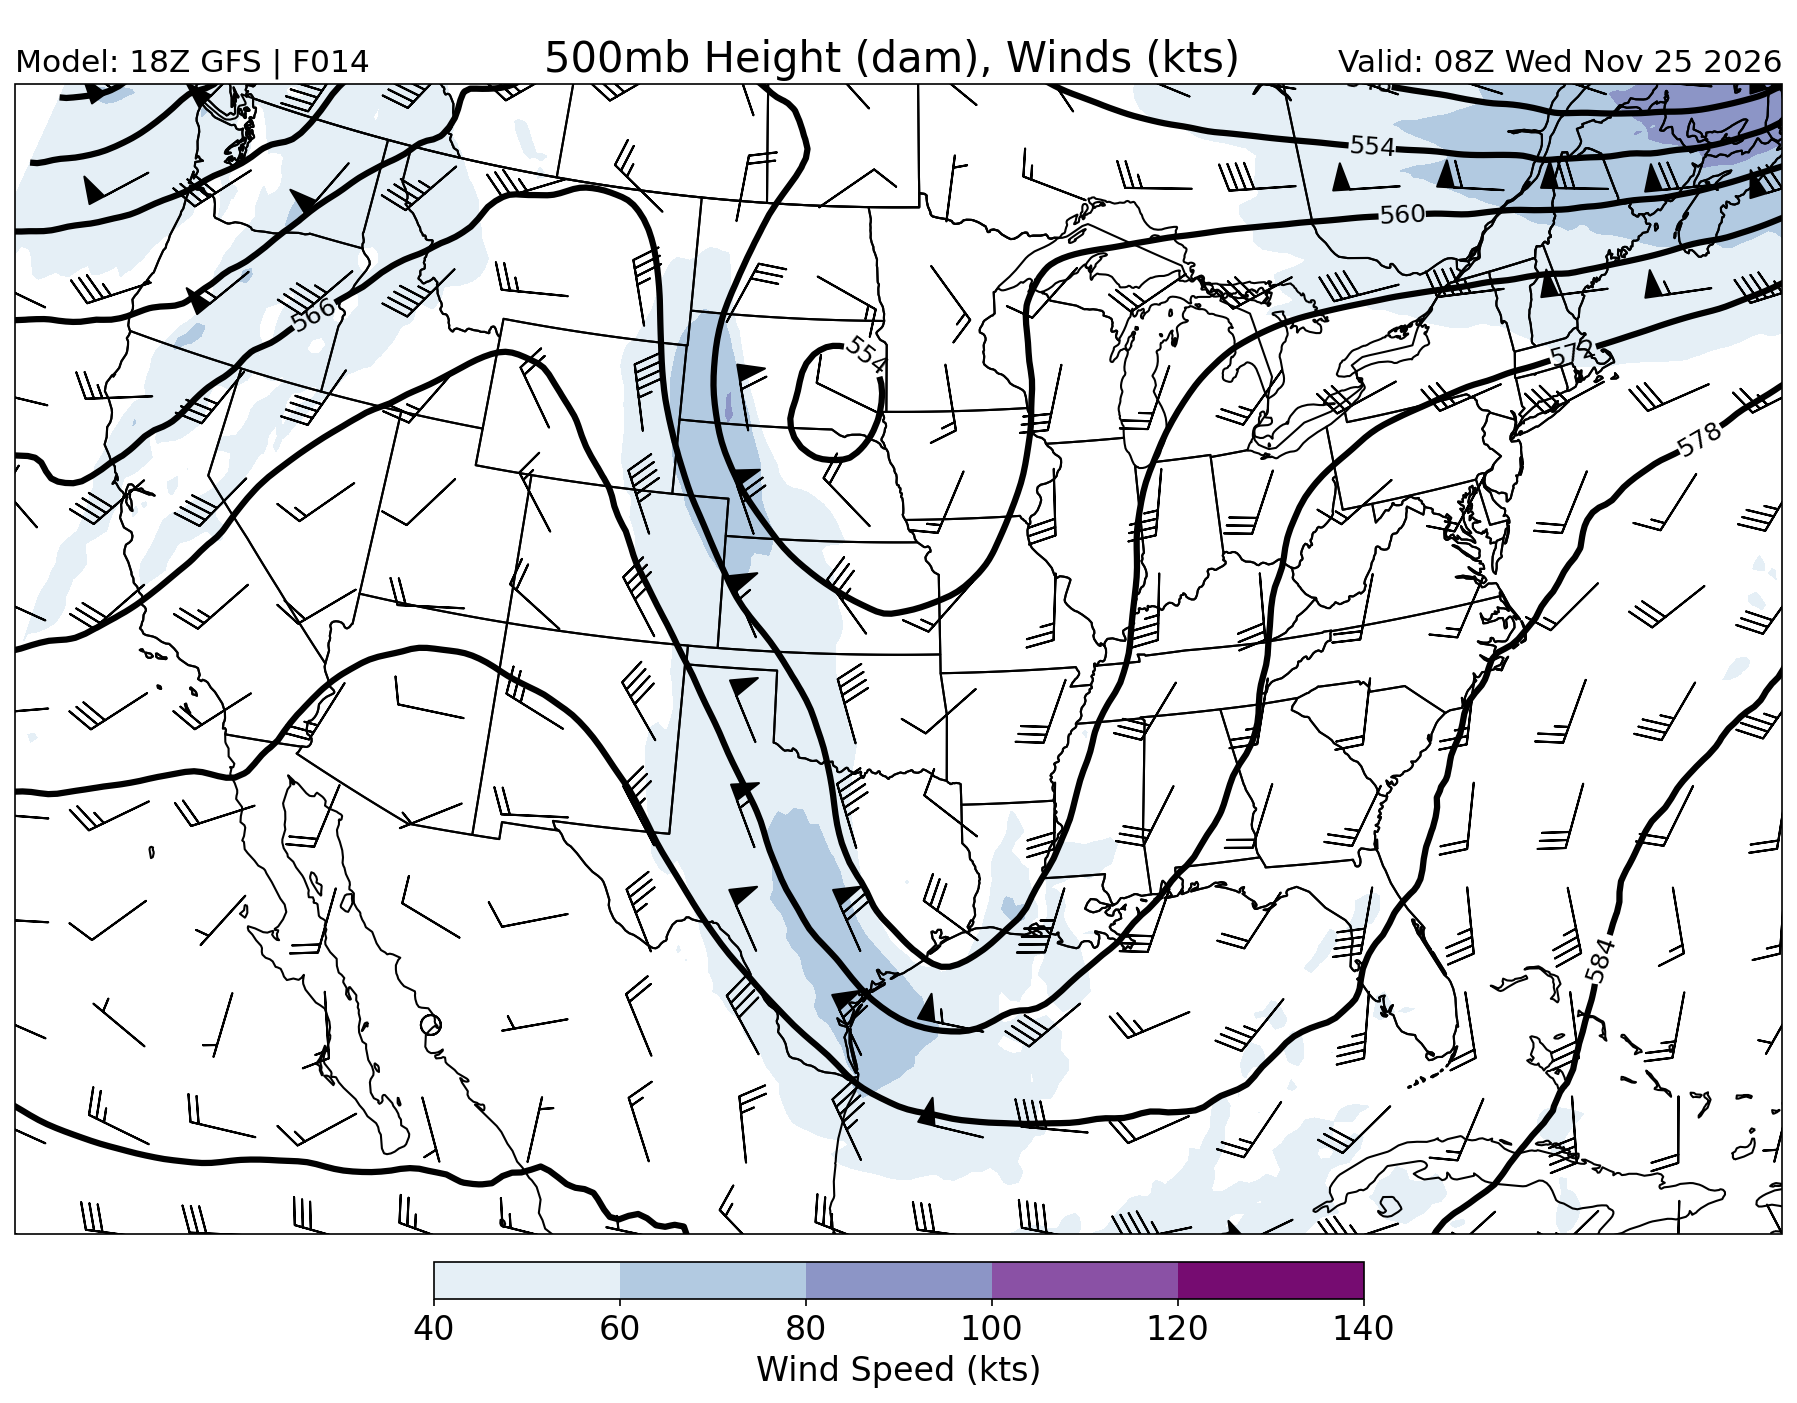 Model: 18Z GFS | F014
500mb Height (dam), Winds (kts)
Valid: 08Z Wed Nov 25 2026
554
560
566
554
572
578
584
40 60 80 100 120 140
Wind Speed (kts)